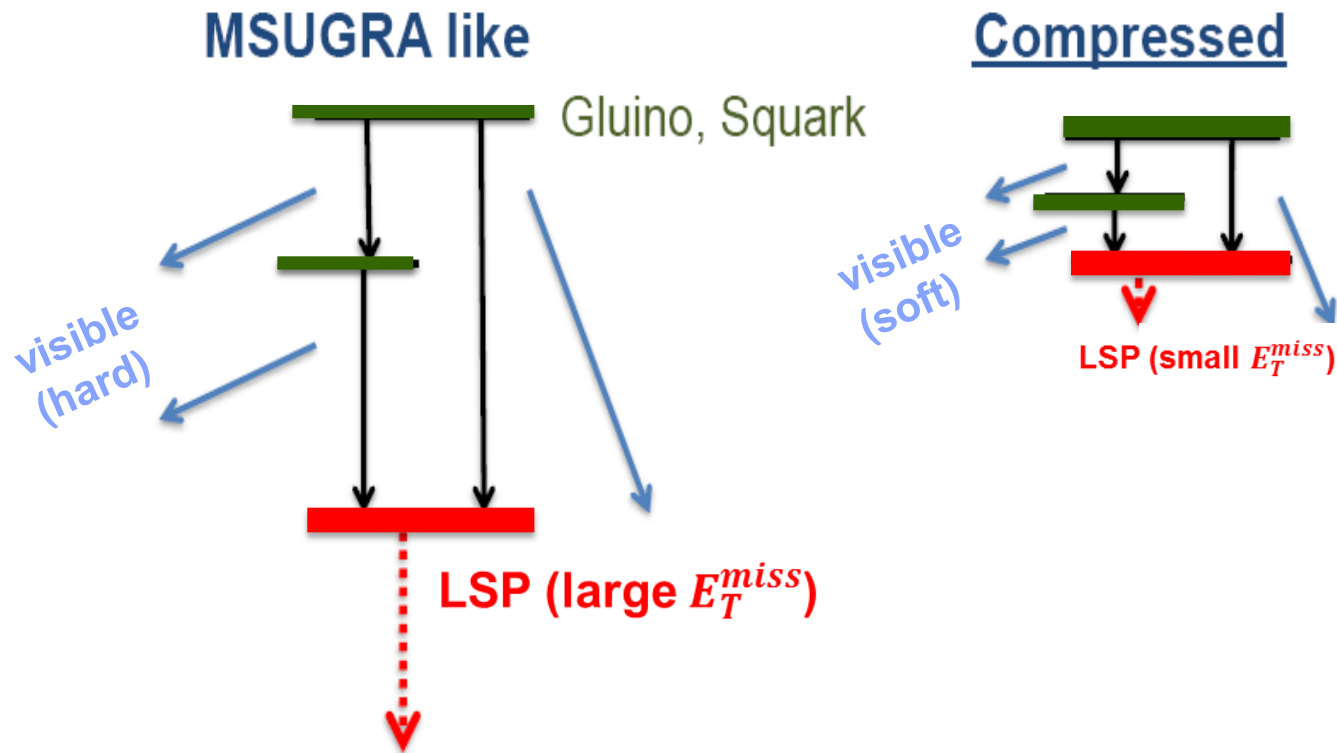 MSUGRA like
Gluino, Squark
visible
(hard)
LSP (large E_T^{miss})
Compressed
visible
(soft)
LSP (small E_T^{miss})